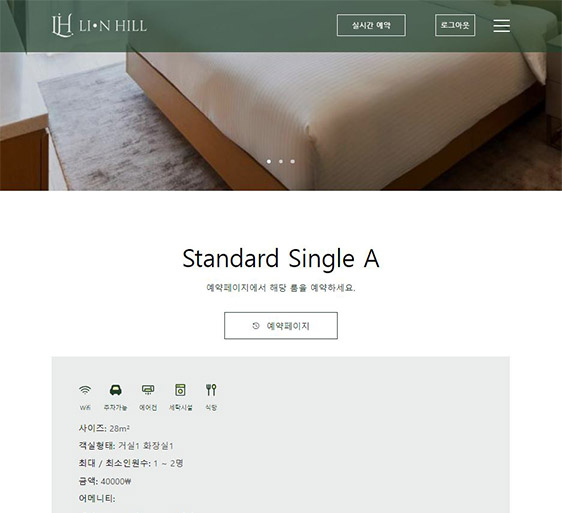 LH LI•N HILL
실시간 예약
로그아웃
Standard Single A
예약페이지에서 해당 룸을 예약하세요.
예약페이지
Wifi 주차가능 에어컨 세탁시설 식당
사이즈: 28m²
객실형태: 거실1 화장실1
최대 / 최소인원수: 1 ~ 2명
금액: 40000₩
어메니티: